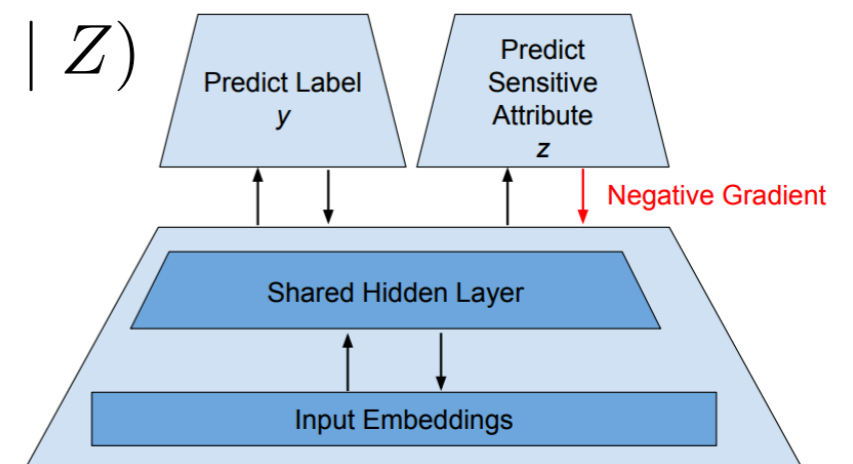 | Z)
Predict Label
y
Predict
Sensitive
Attribute
z
Negative Gradient
Shared Hidden Layer
Input Embeddings